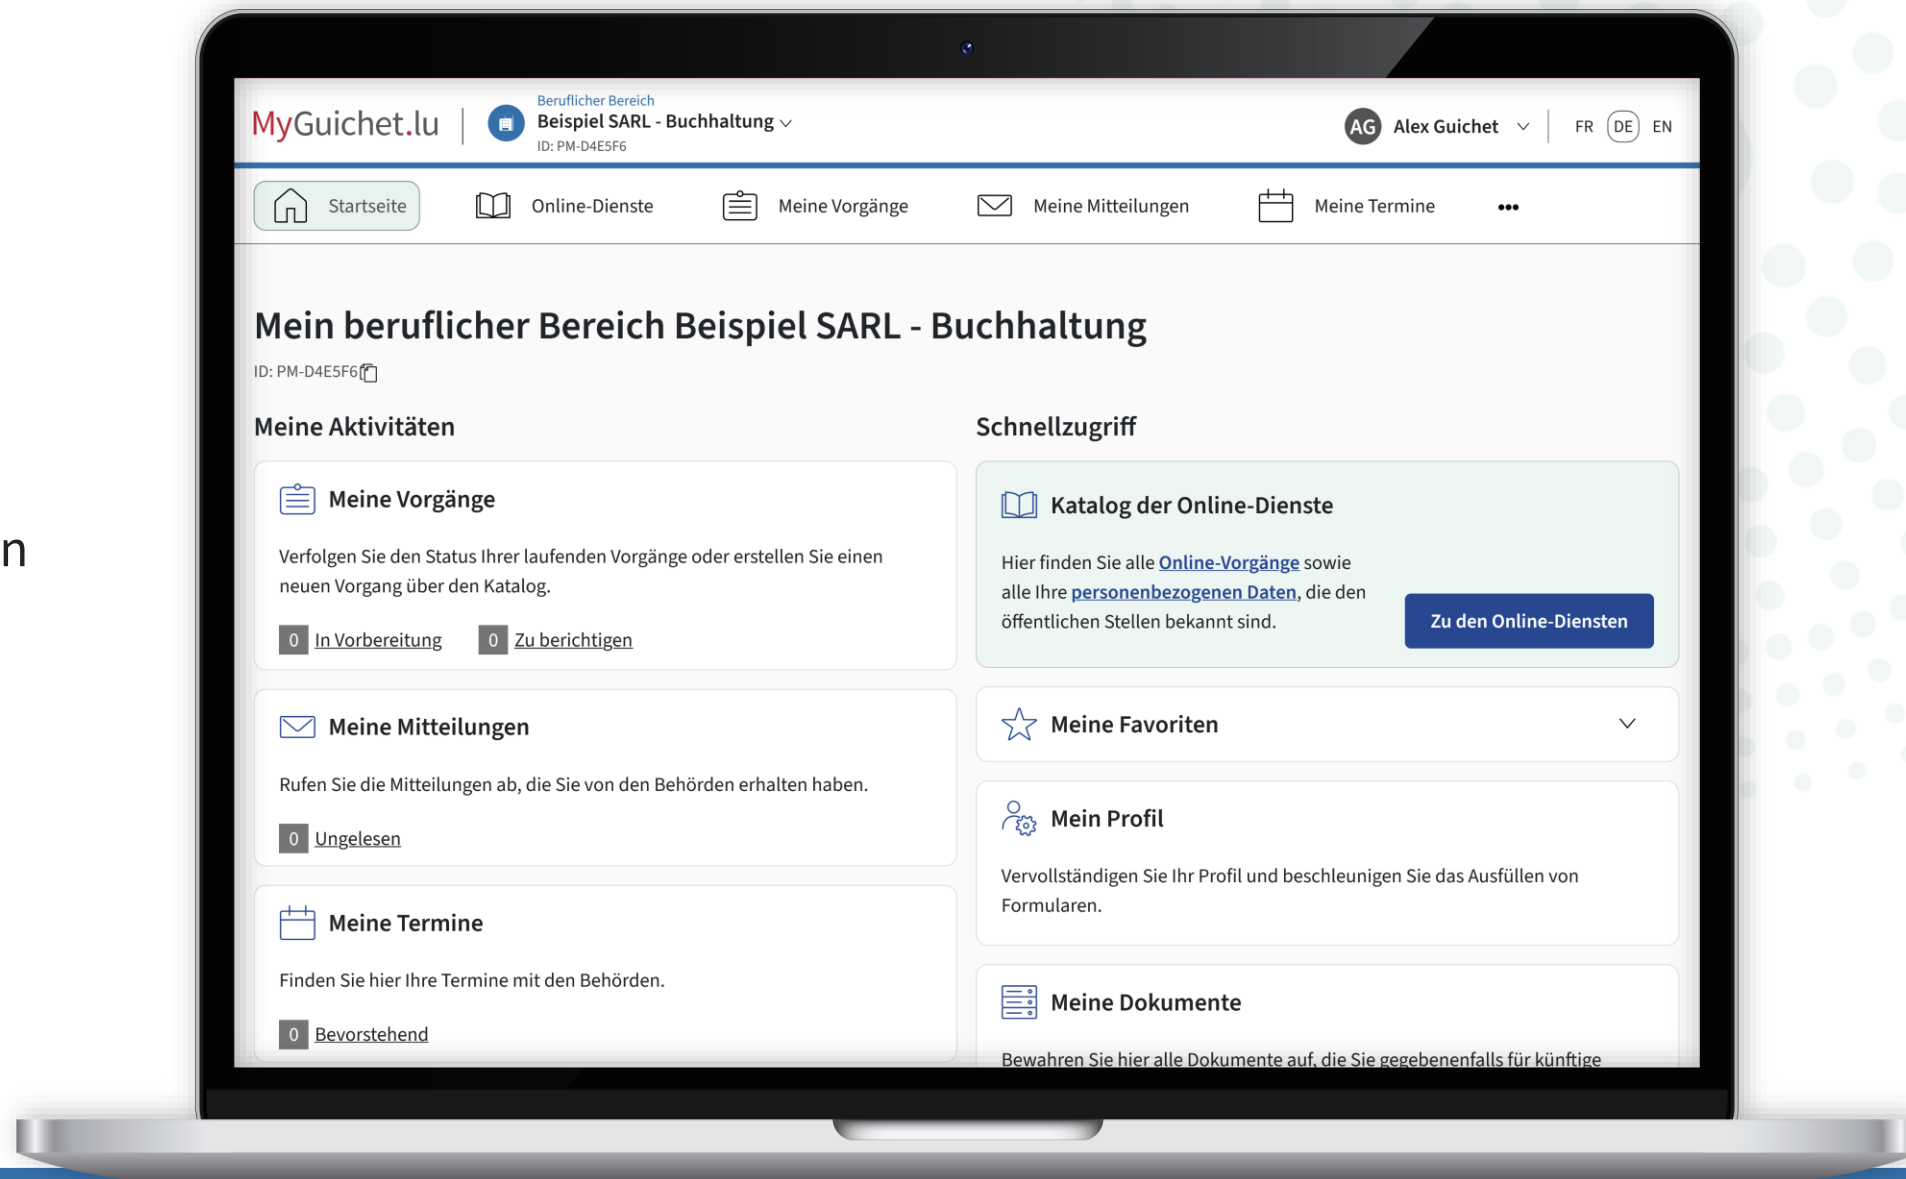 MyGuichet.lu
Beruflicher Bereich
Beispiel SARL - Buchhaltung
ID: PM-D4E5F6
AG
Alex Guichet
FR DE EN
Startseite
Online-Dienste
Meine Vorgänge
Meine Mitteilungen
Meine Termine
Mein beruflicher Bereich Beispiel SARL - Buchhaltung
ID: PM-D4E5F6
Meine Aktivitäten
Meine Vorgänge
Verfolgen Sie den Status Ihrer laufenden Vorgänge oder erstellen Sie einen
neuen Vorgang über den Katalog.
0 In Vorbereitung
0 Zu berichtigen
Meine Mitteilungen
Rufen Sie die Mitteilungen ab, die Sie von den Behörden erhalten haben.
0 Ungelesen
Meine Termine
Finden Sie hier Ihre Termine mit den Behörden.
0 Bevorstehend
Schnellzugriff
Katalog der Online-Dienste
Hier finden Sie alle Online-Vorgänge sowie
alle Ihre personenbezogenen Daten, die den
öffentlichen Stellen bekannt sind.
Zu den Online-Diensten
Meine Favoriten
Mein Profil
Vervollständigen Sie Ihr Profil und beschleunigen Sie das Ausfüllen von
Formularen.
Meine Dokumente
Bewahren Sie hier alle Dokumente auf, die Sie gegebenenfalls für künftige
n